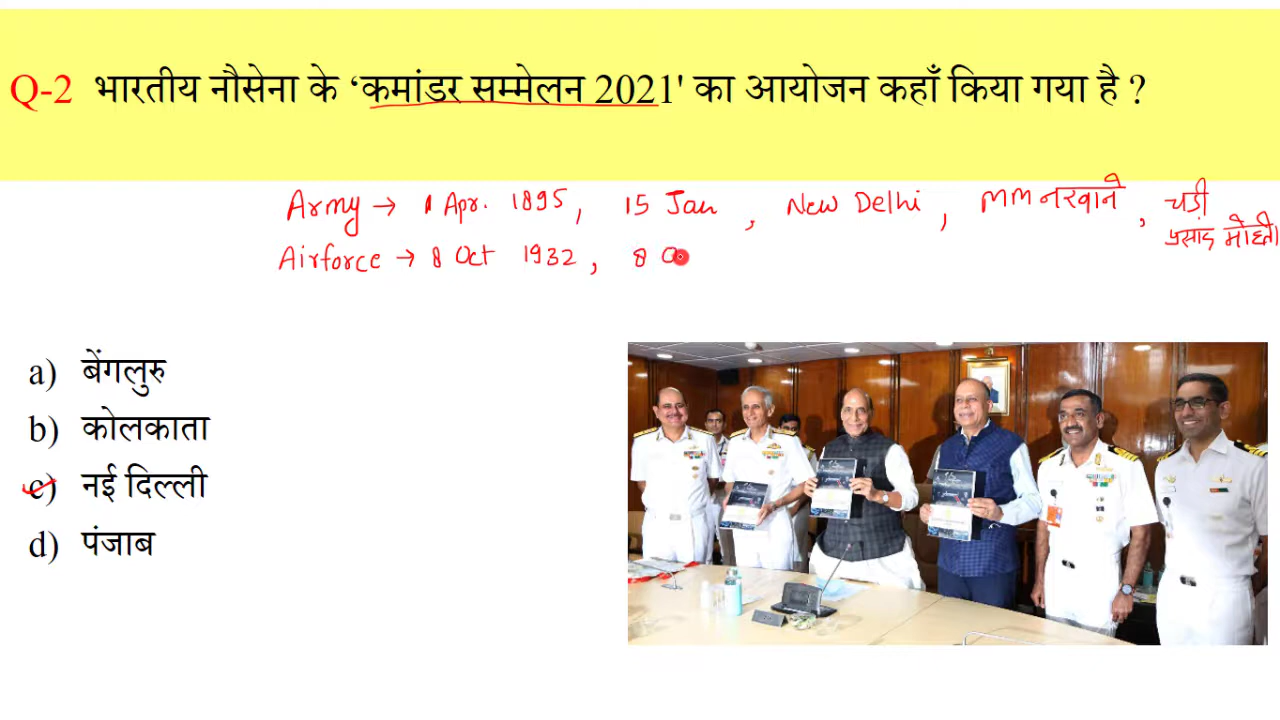 Q-2 भारतीय नौसेना के ‘कमांडर सम्मेलन 2021' का आयोजन कहाँ किया गया है ?
Army → 1 Apr. 1895, 15 Jan, New Delhi, MM नरवाने, चंडी
प्रसाद मोहंती
Airforce → 8 Oct 1932, 8 O
a) बेंगलुरु
b) कोलकाता
c) नई दिल्ली
d) पंजाब